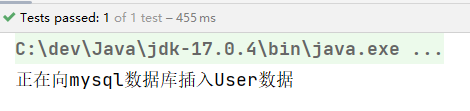 Tests passed: 1 of 1 test – 455 ms
C:\dev\Java\jdk-17.0.4\bin\java.exe ...
正在向mysql数据库插入User数据